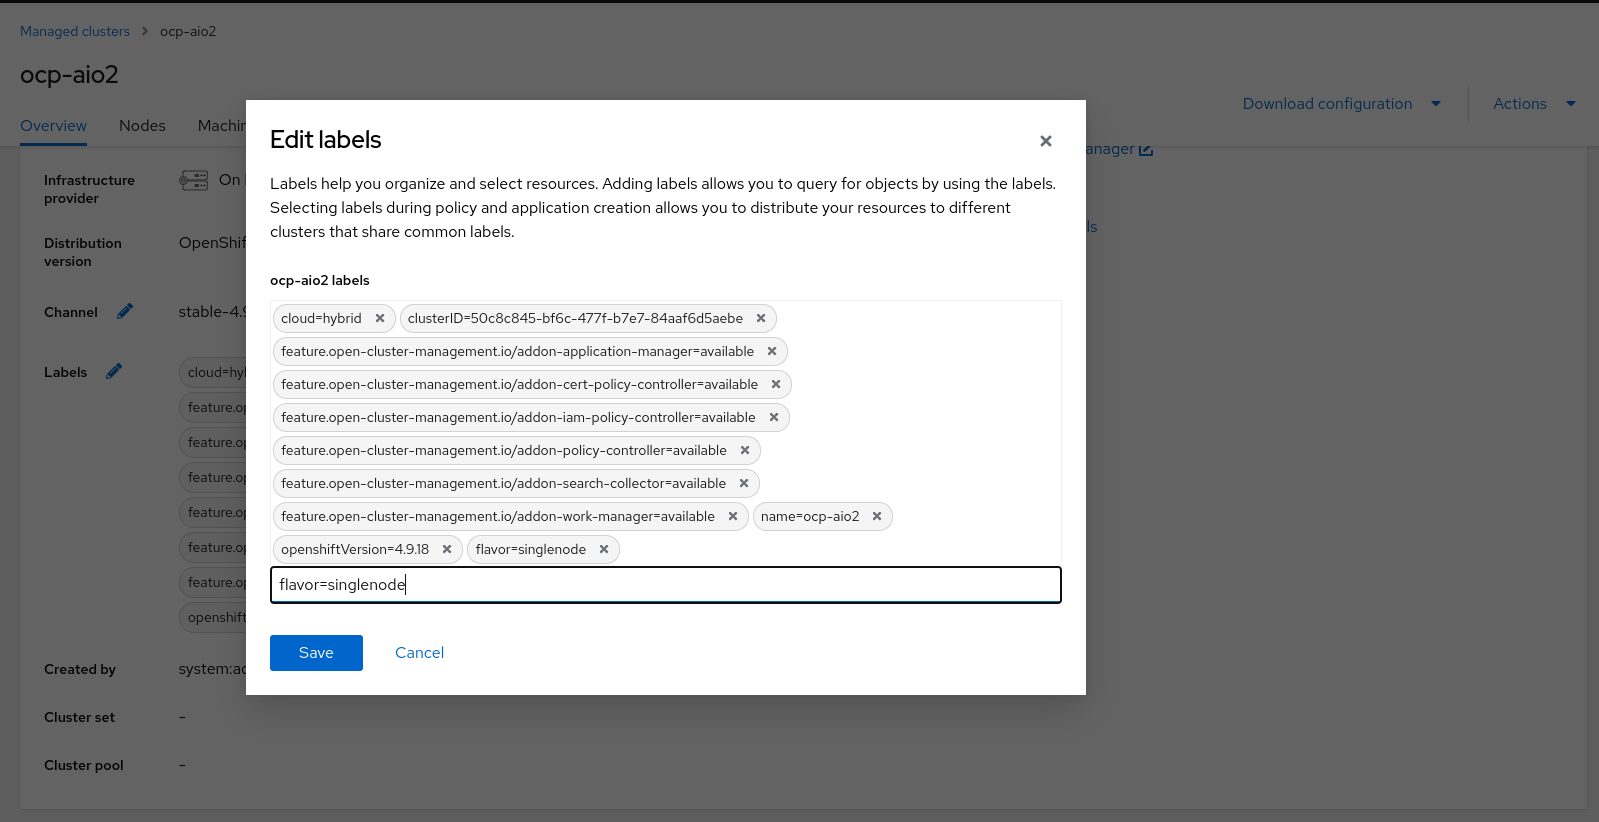 Managed clusters > ocp-aio2
ocp-aio2
Download configuration
Actions
Overview
Nodes
Machin
anager
Infrastructure
provider
On
Distribution
version
OpenShif
ls
Channel
stable-4.9
Labels
cloud=hyl
feature.op
feature.op
feature.op
feature.op
feature.op
feature.op
openshift
Created by
system:ac
Cluster set
-
Cluster pool
-
Edit labels
Labels help you organize and select resources. Adding labels allows you to query for objects by using the labels.
Selecting labels during policy and application creation allows you to distribute your resources to different
clusters that share common labels.
ocp-aio2 labels
cloud=hybrid
clusterID=50c8c845-bf6c-477f-b7e7-84aaf6d5aebe
feature.open-cluster-management.io/addon-application-manager=available
feature.open-cluster-management.io/addon-cert-policy-controller=available
feature.open-cluster-management.io/addon-iam-policy-controller=available
feature.open-cluster-management.io/addon-policy-controller=available
feature.open-cluster-management.io/addon-search-collector=available
feature.open-cluster-management.io/addon-work-manager=available
name=ocp-aio2
openshiftVersion=4.9.18
flavor=singlenode
flavor=singlenode
Save
Cancel